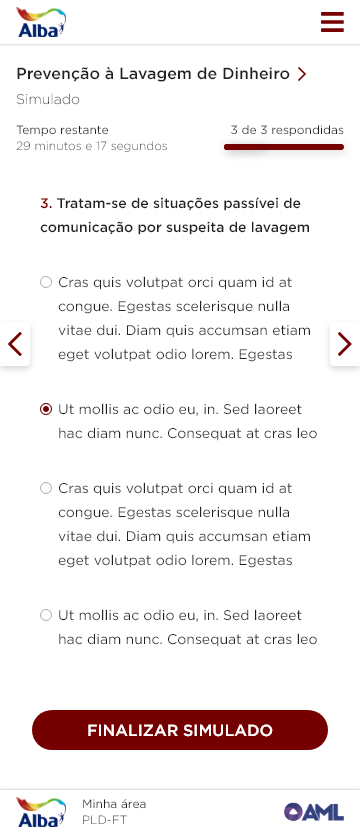 Alba
Prevenção à Lavagem de Dinheiro
Simulado
Tempo restante
3 de 3 respondidas
29 minutos e 17 segundos
3. Tratam-se de situações passível de
comunicação por suspeita de lavagem
Cras quis volutpat orci quam id at
congue. Egestas scelerisque nulla
vitae dui. Diam quis accumsan etiam
eget volutpat odio lorem. Egestas
Ut mollis ac odio eu, in. Sed laoreet
hac diam nunc. Consequat at cras leo
Cras quis volutpat orci quam id at
congue. Egestas scelerisque nulla
vitae dui. Diam quis accumsan etiam
eget volutpat odio lorem. Egestas
Ut mollis ac odio eu, in. Sed laoreet
hac diam nunc. Consequat at cras leo
FINALIZAR SIMULADO
Alba
Minha área
PLD-FT
AML